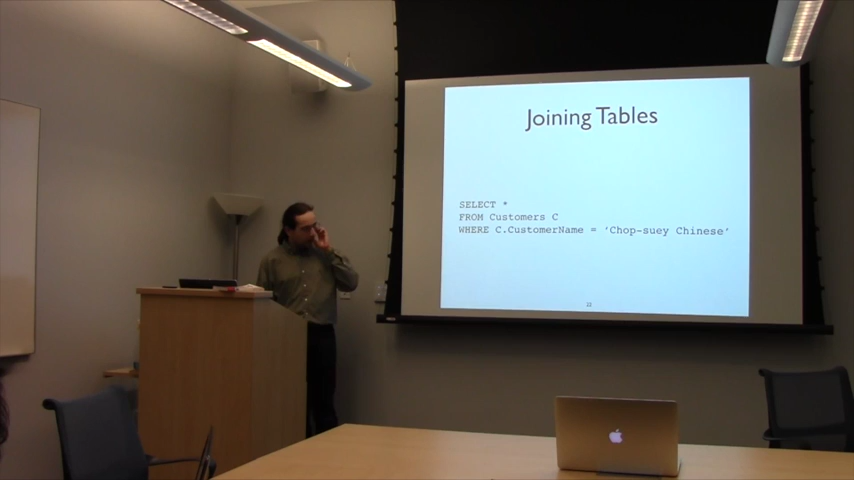 Joining Tables
SELECT *
FROM Customers C
WHERE C.CustomerName = 'Chop-suey Chinese'